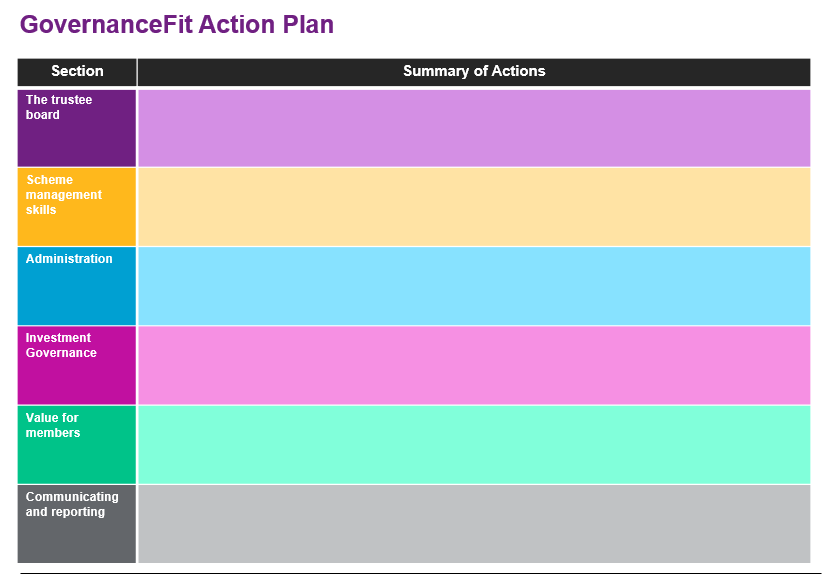 GovernanceFit Action Plan
Section Summary of Actions
The trustee
board
Scheme
management
skills
Administration
Investment
Governance
Value for
members
Communicating
and reporting